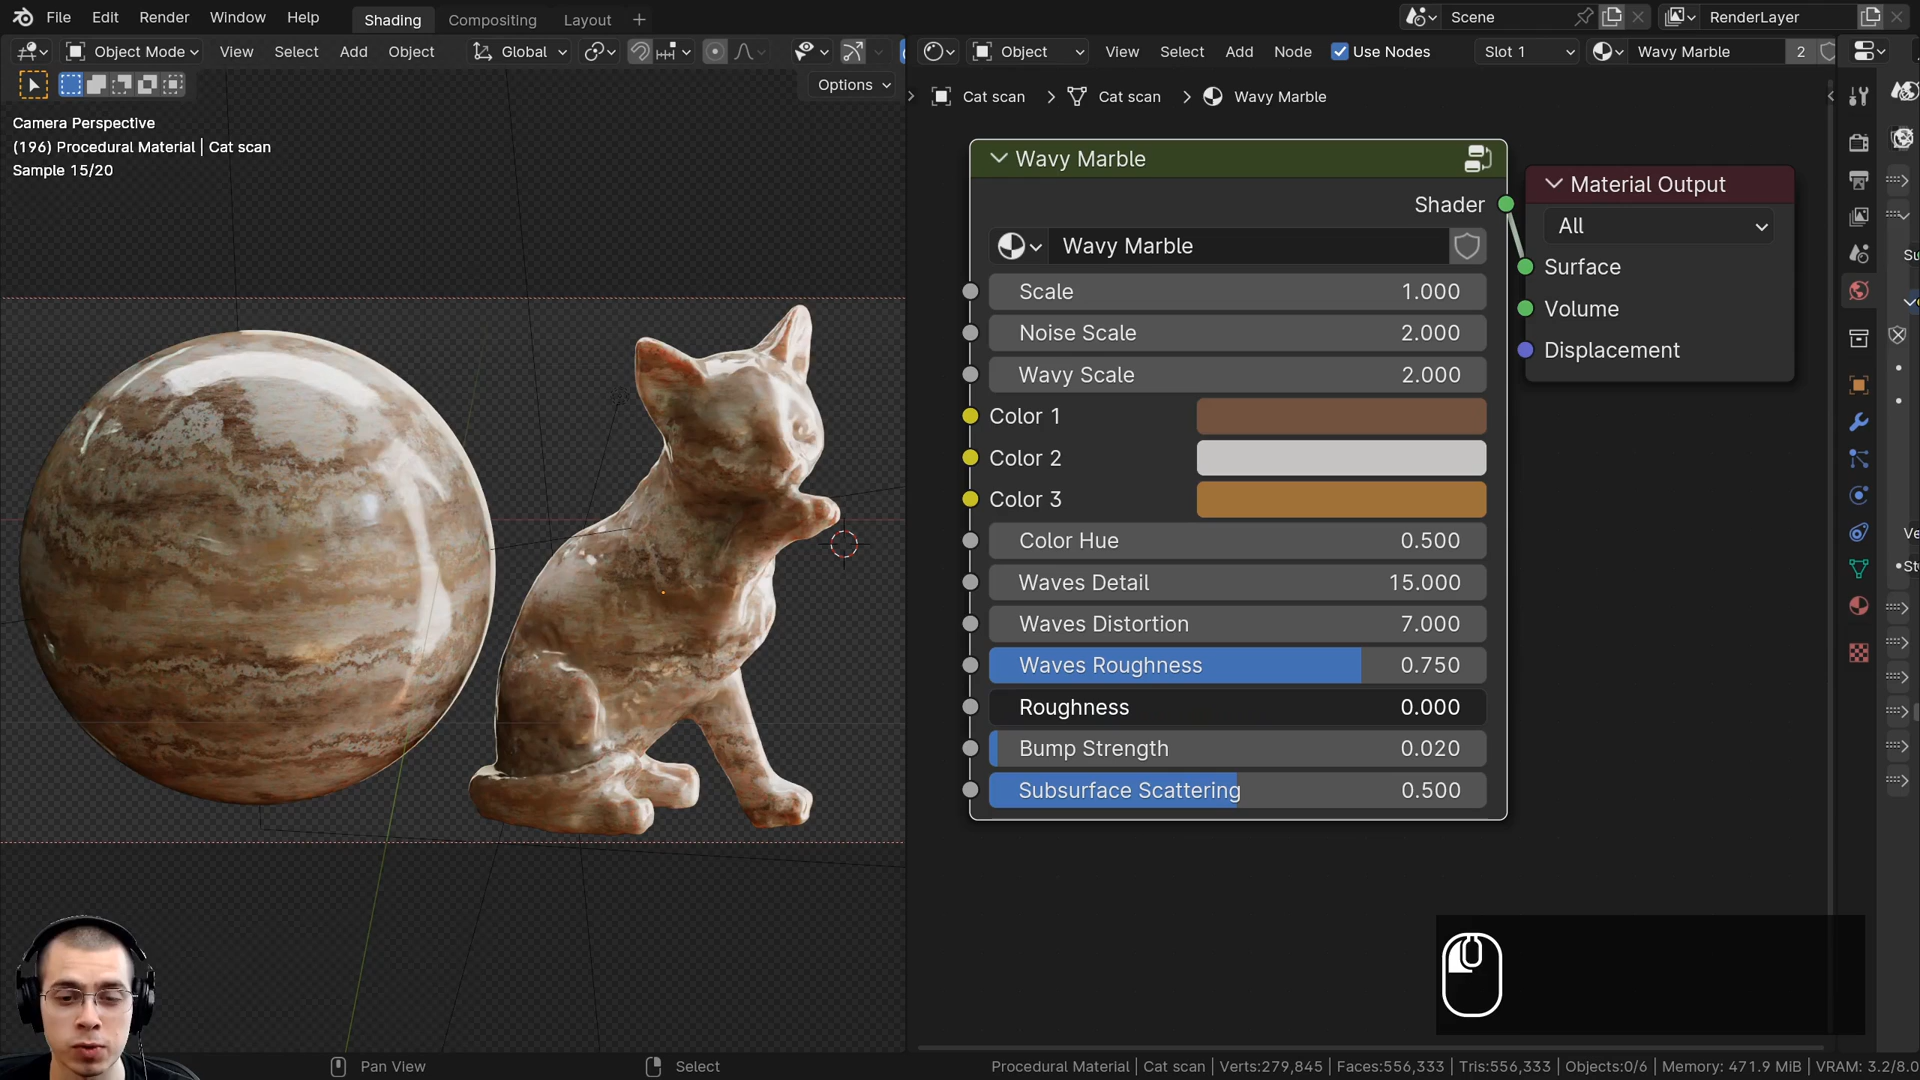 File Edit Render Window Help Shading Compositing Layout + Scene RenderLayer
Object Mode View Select Add Object Global Object View Select Add Node Use Nodes Slot 1 Wavy Marble 2
Options
Cat scan > Cat scan > Wavy Marble
Camera Perspective
(196) Procedural Material | Cat scan
Sample 15/20
Wavy Marble
Shader
Wavy Marble
Scale 1.000
Noise Scale 2.000
Wavy Scale 2.000
Color 1
Color 2
Color 3
Color Hue 0.500
Waves Detail 15.000
Waves Distortion 7.000
Waves Roughness 0.750
Roughness 0.000
Bump Strength 0.020
Subsurface Scattering 0.500
Material Output
All
Surface
Volume
Displacement
Pan View Select Procedural Material | Cat scan | Verts:279,845 | Faces:556,333 | Tris:556,333 | Objects:0/6 | Memory: 471.9 MiB | VRAM: 3.2/8.0